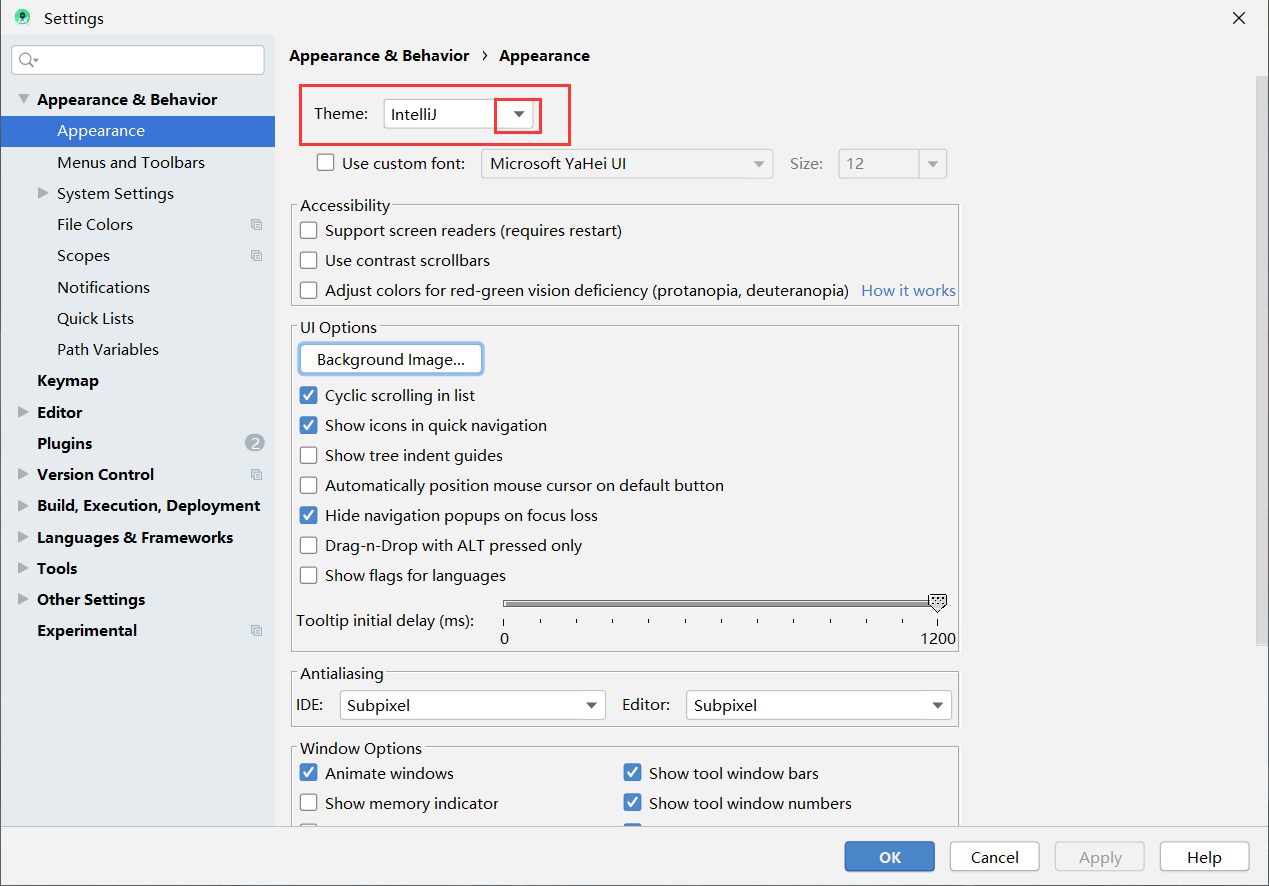 Settings
Appearance & Behavior
Appearance
Menus and Toolbars
System Settings
File Colors
Scopes
Notifications
Quick Lists
Path Variables
Keymap
Editor
Plugins 2
Version Control
Build, Execution, Deployment
Languages & Frameworks
Tools
Other Settings
Experimental
Appearance & Behavior › Appearance
Theme: IntelliJ
Use custom font: Microsoft YaHei UI Size: 12
Accessibility
Support screen readers (requires restart)
Use contrast scrollbars
Adjust colors for red-green vision deficiency (protanopia, deuteranopia) How it works
UI Options
Background Image...
Cyclic scrolling in list
Show icons in quick navigation
Show tree indent guides
Automatically position mouse cursor on default button
Hide navigation popups on focus loss
Drag-n-Drop with ALT pressed only
Show flags for languages
Tooltip initial delay (ms):
0 1200
Antialiasing
IDE: Subpixel Editor: Subpixel
Window Options
Animate windows Show tool window bars
Show memory indicator Show tool window numbers
OK Cancel Apply Help